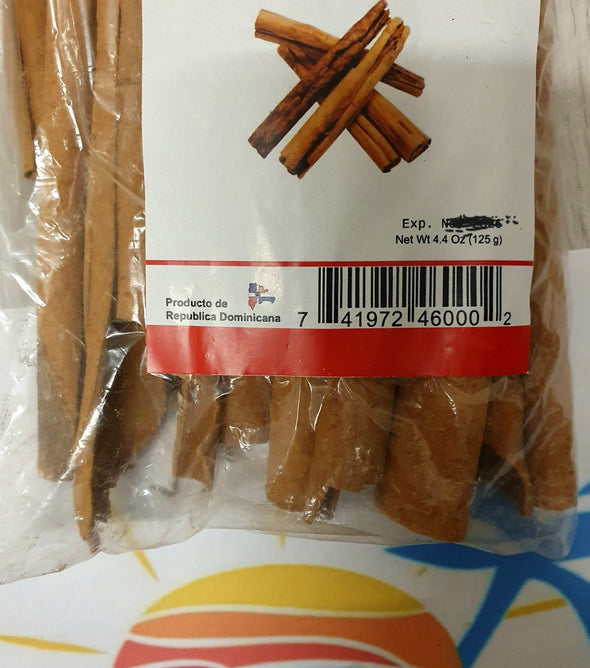 Exp.
Net Wt 4.4 Oz (125 g)
Producto de
Republica Dominicana
7 41972 46000 2